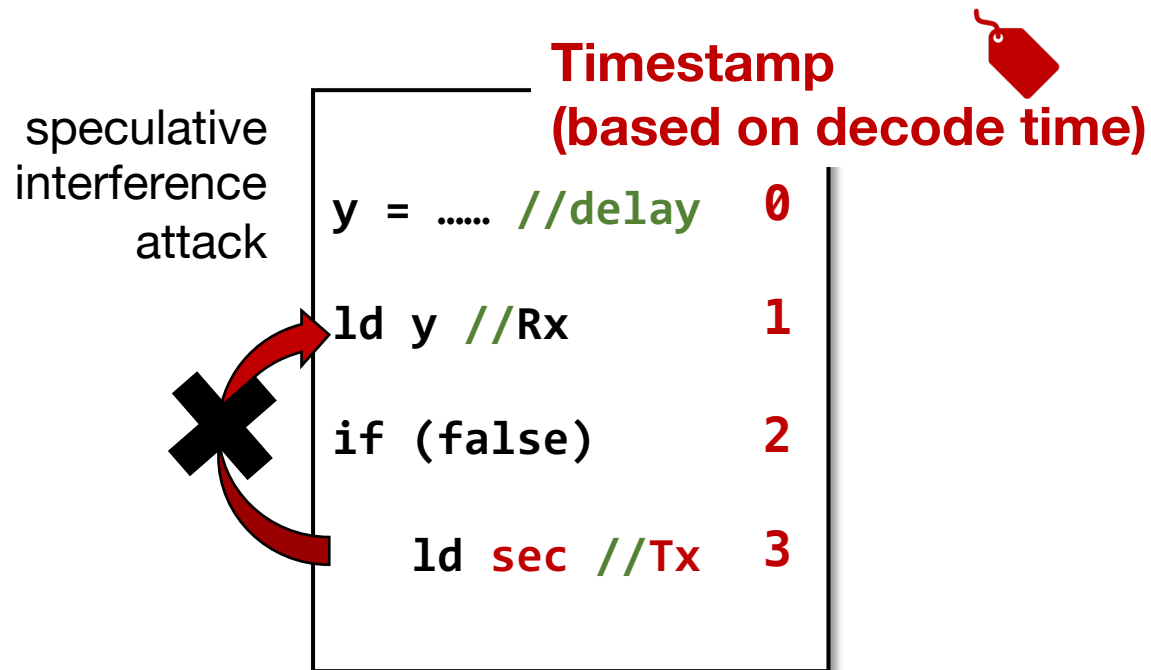 Timestamp
(based on decode time)
speculative
interference
attack
y = …… //delay 0
ld y //Rx 1
if (false) 2
ld sec //Tx 3